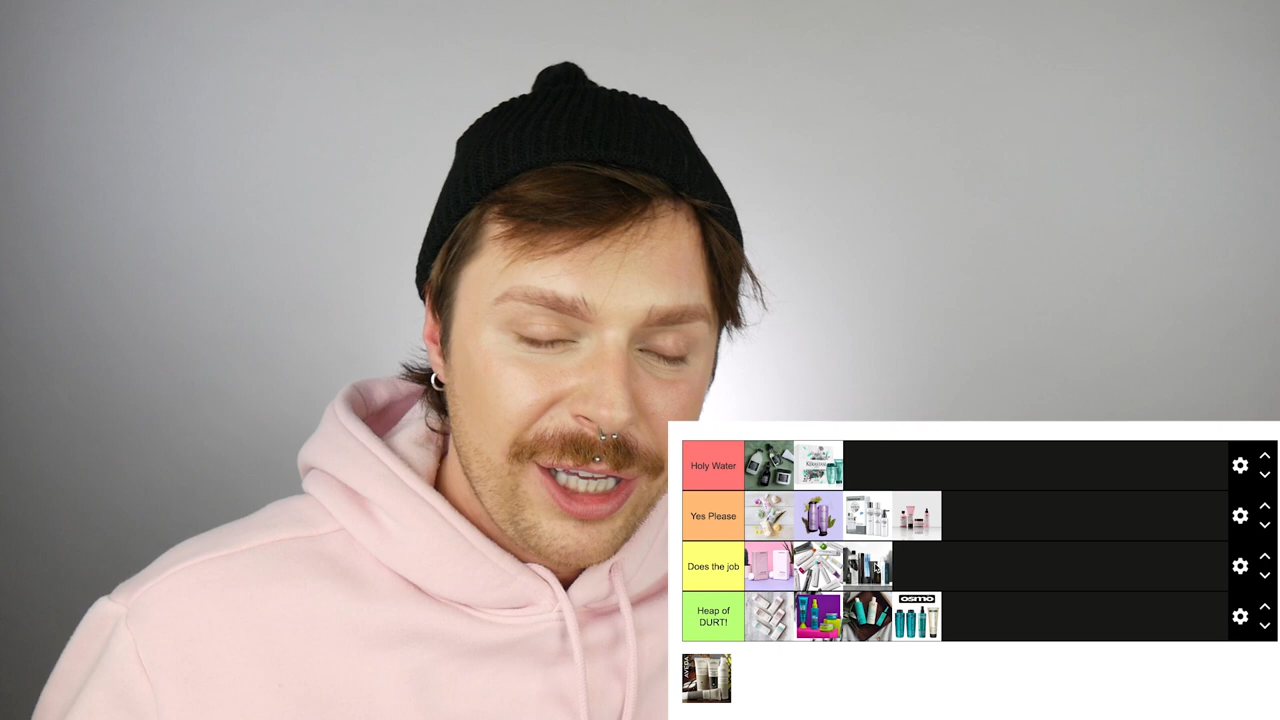 Holy Water
Yes Please
Does the job
Heap of
DURT!
OSMO
AVEDA